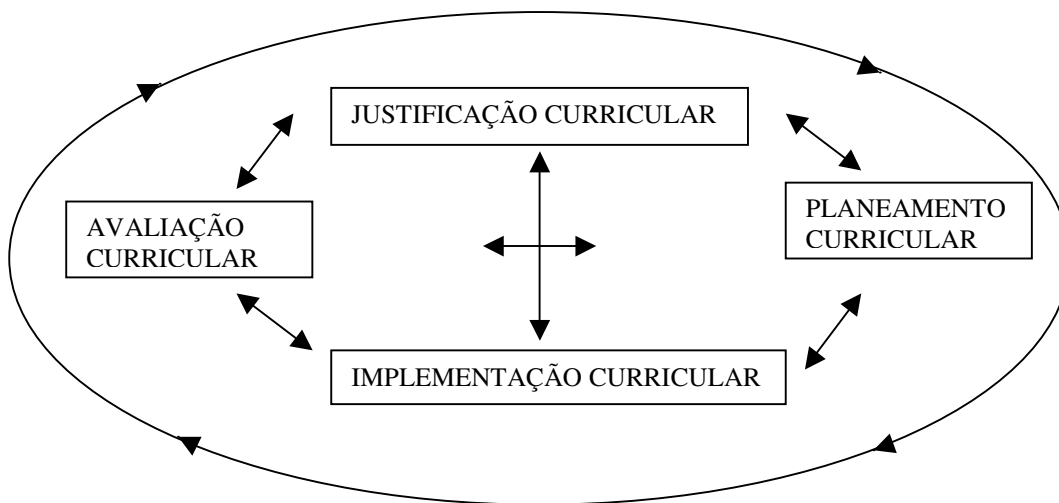 JUSTIFICAÇÃO CURRICULAR
AVALIAÇÃO
CURRICULAR
PLANEAMENTO
CURRICULAR
IMPLEMENTAÇÃO CURRICULAR